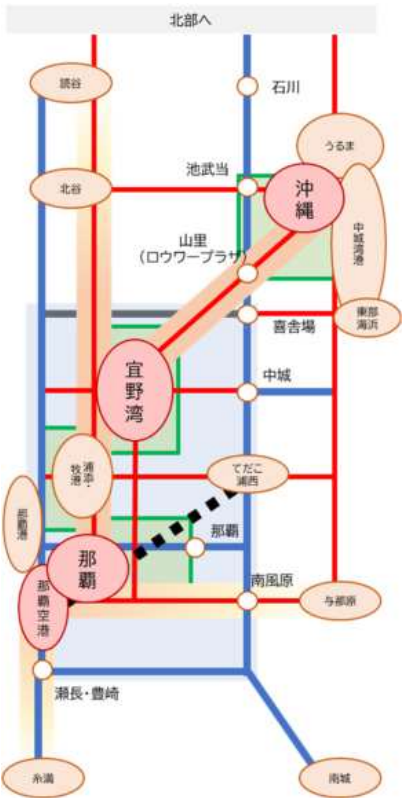 北部へ
読谷
石川
うるま
池武当
北谷
沖縄
山里
(ロウワープラザ)
中城湾港
喜舎場
東部
海浜
宜野湾
中城
浦添・
牧港
てだこ
浦西
那覇港
那覇
那覇
南風原
那覇空港
与那原
瀬長・豊崎
糸満
南城